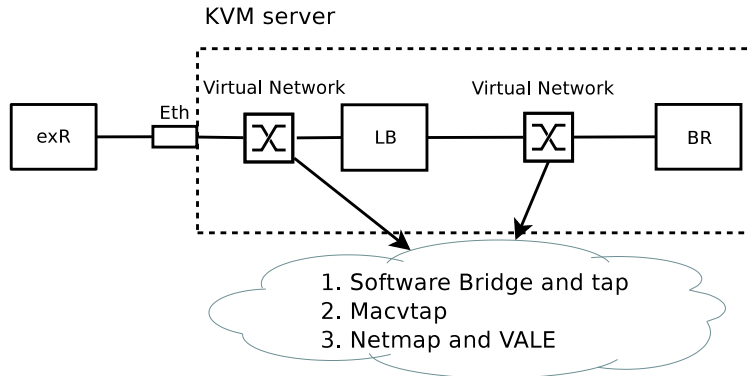 KVM server
Virtual Network
Virtual Network
Eth
exR
LB
BR
1. Software Bridge and tap
2. Macvtap
3. Netmap and VALE